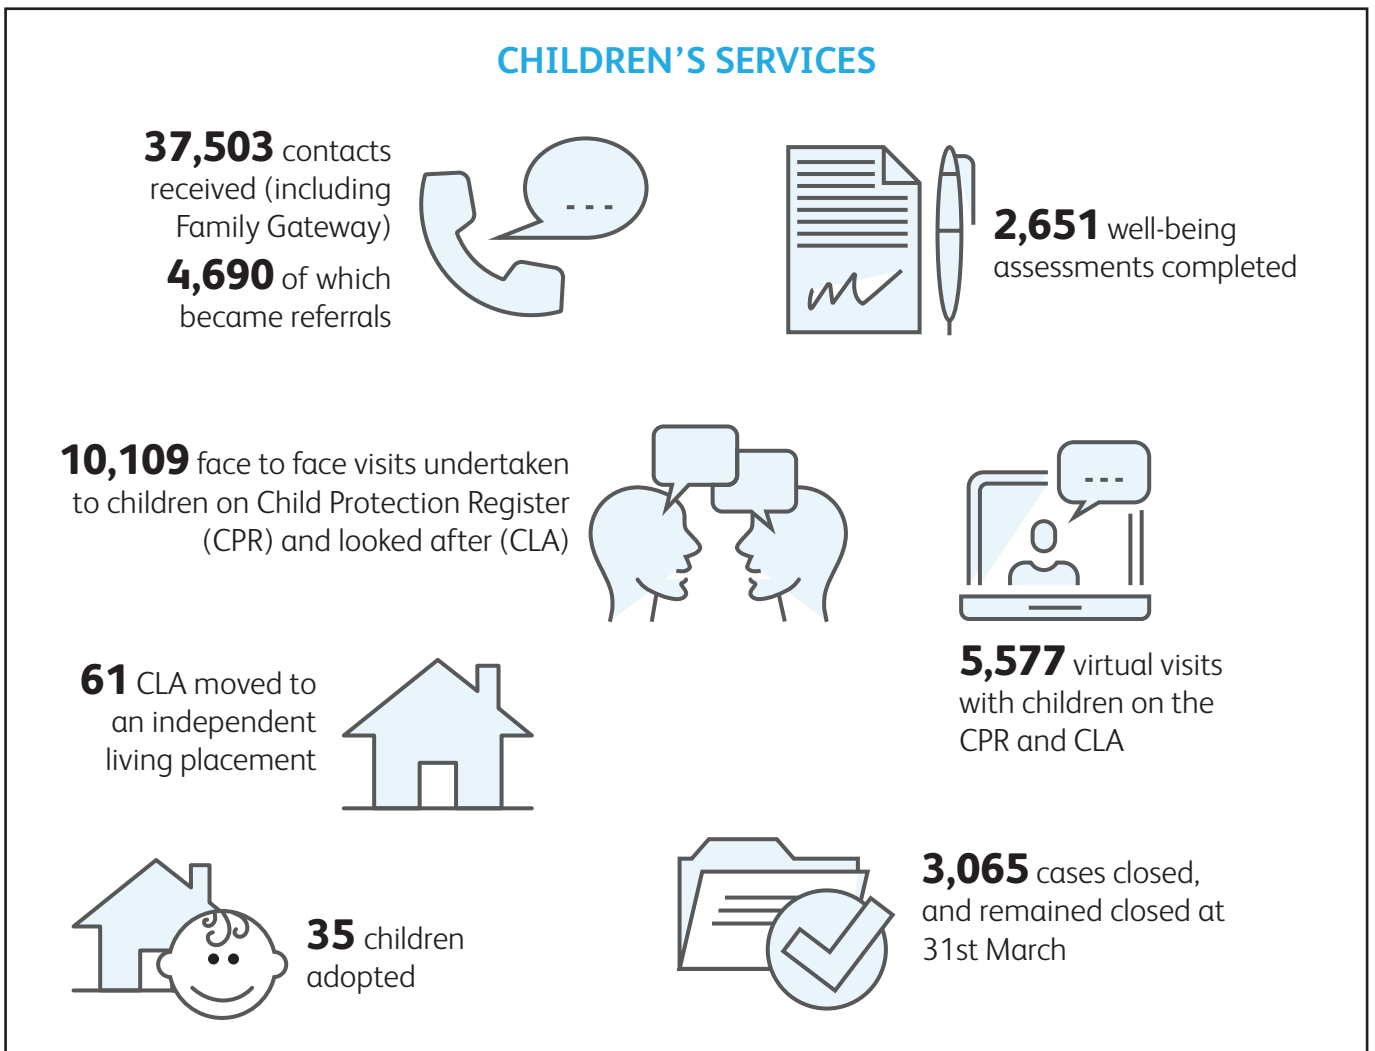 CHILDREN’S SERVICES
37,503 contacts
received (including
Family Gateway)
4,690 of which
became referrals
2,651 well-being
assessments completed
10,109 face to face visits undertaken
to children on Child Protection Register
(CPR) and looked after (CLA)
5,577 virtual visits
with children on the
CPR and CLA
61 CLA moved to
an independent
living placement
35 children
adopted
3,065 cases closed,
and remained closed at
31st March